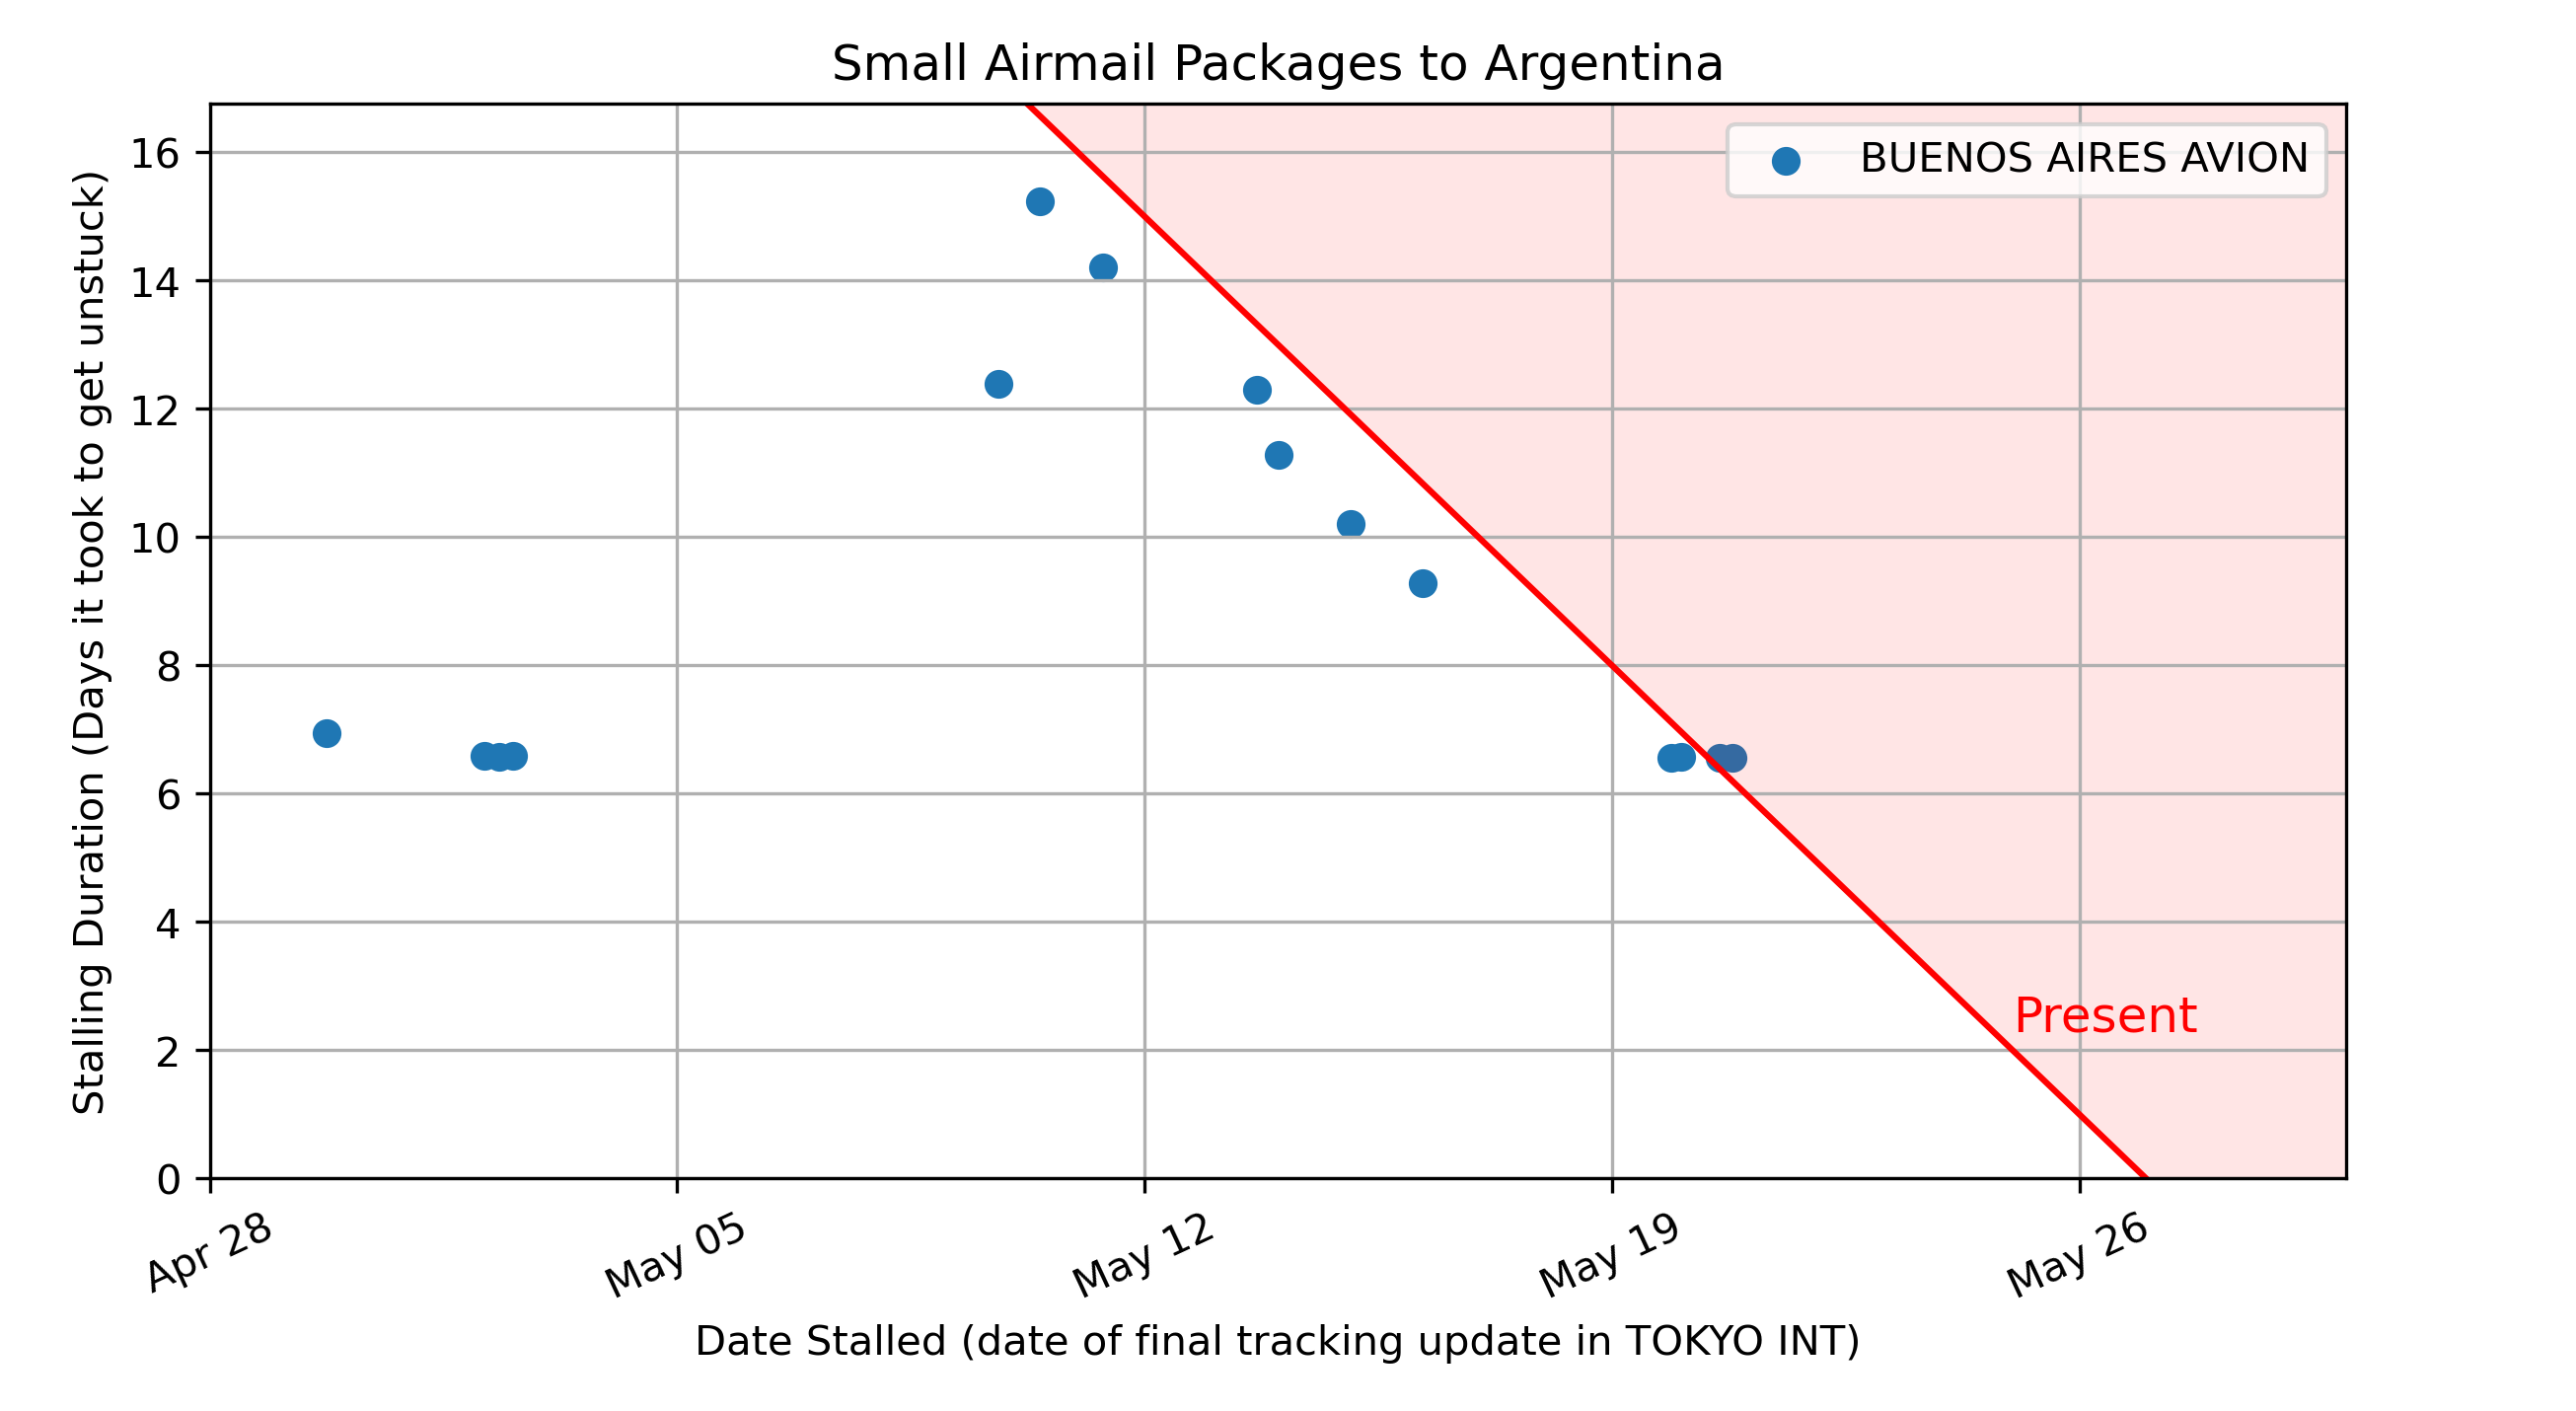 Small Airmail Packages to Argentina
BUENOS AIRES AVION
Stalling Duration (Days it took to get unstuck)
16
14
12
10
8
6
4
2
0
Present
Apr 28
May 05
May 12
May 19
May 26
Date Stalled (date of final tracking update in TOKYO INT)